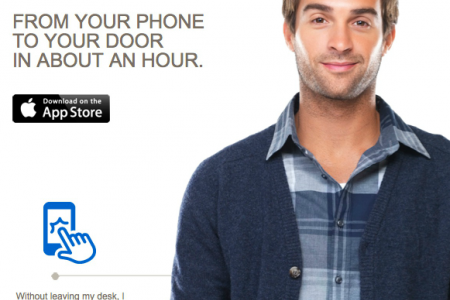 FROM YOUR PHONE
TO YOUR DOOR
IN ABOUT AN HOUR.
Download on the
App Store
Without leaving my desk, I